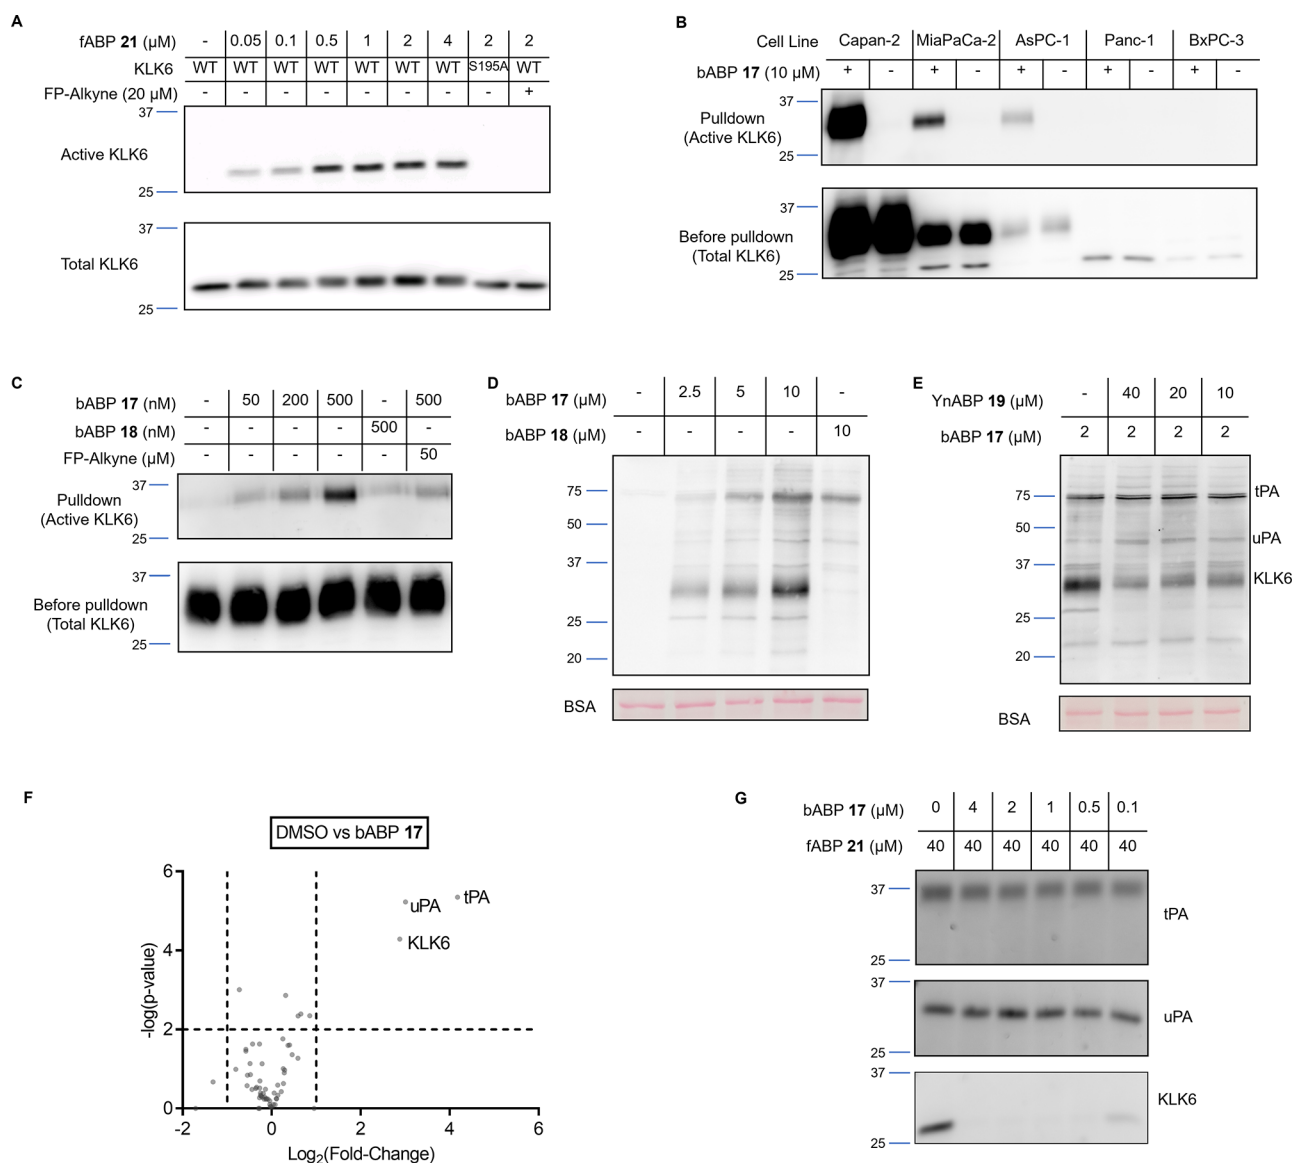 A
fABP 21 (µM) - 0.05 0.1 0.5 1 2 4 2 2
KLK6 WT WT WT WT WT WT WT S195A WT
FP-Alkyne (20 µM) - - - - - - - - +
37
Active KLK6
25
37
Total KLK6
25
B
Cell Line Capan-2 MiaPaCa-2 AsPC-1 Panc-1 BxPC-3
bABP 17 (10 µM) + - + - + - + - + -
37
Pulldown
(Active KLK6)
25
37
Before pulldown
(Total KLK6)
25
C
bABP 17 (nM) - 50 200 500 - 500
bABP 18 (nM) - - - - 500 -
FP-Alkyne (µM) - - - - - 50
37
Pulldown
(Active KLK6)
25
37
Before pulldown
(Total KLK6)
25
D
bABP 17 (µM) - 2.5 5 10 -
bABP 18 (µM) - - - - 10
75
50
37
25
20
BSA
E
YnABP 19 (µM) - 40 20 10
bABP 17 (µM) 2 2 2 2
75
tPA
50
uPA
37
KLK6
25
20
BSA
F
DMSO vs bABP 17
6
uPA
tPA
4
KLK6
-log(p-value)
2
0
-2 0 2 4 6
Log2(Fold-Change)
G
bABP 17 (µM) 0 4 2 1 0.5 0.1
fABP 21 (µM) 40 40 40 40 40 40
37
tPA
25
37
uPA
25
37
KLK6
25